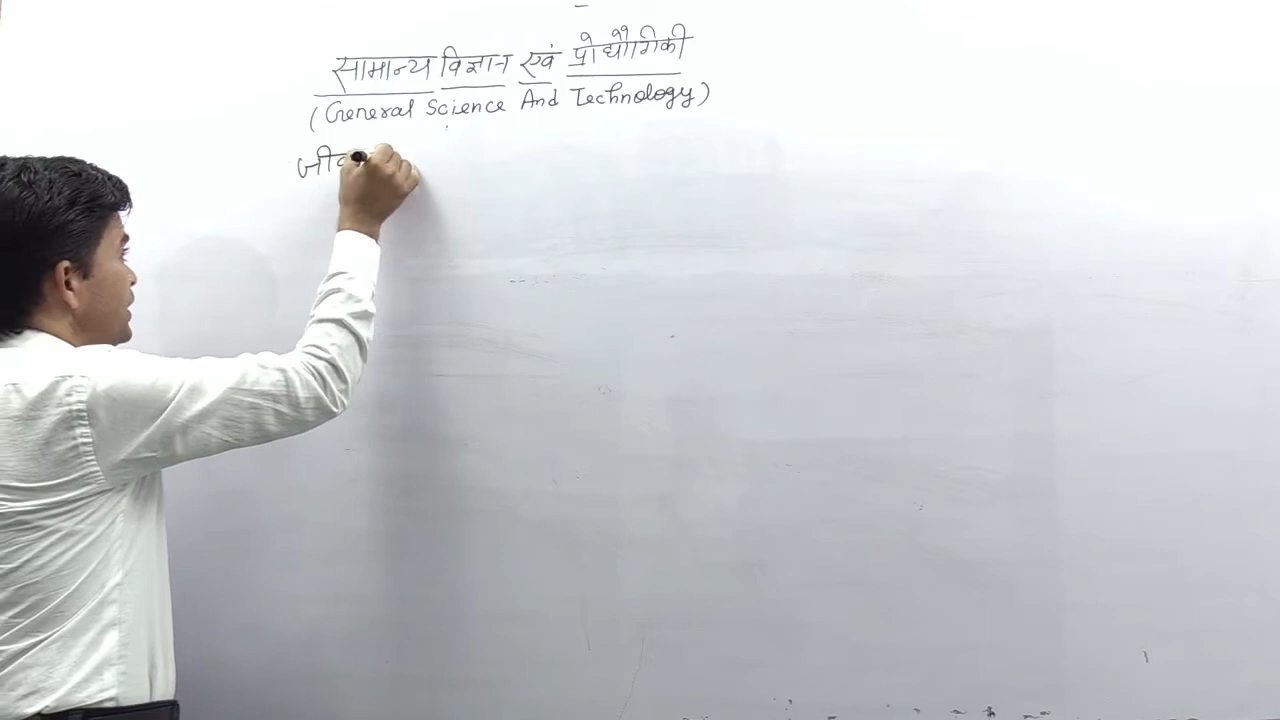 सामान्य विज्ञान एवं प्रोद्यौगिकी
(General Science And Technology)
जीव